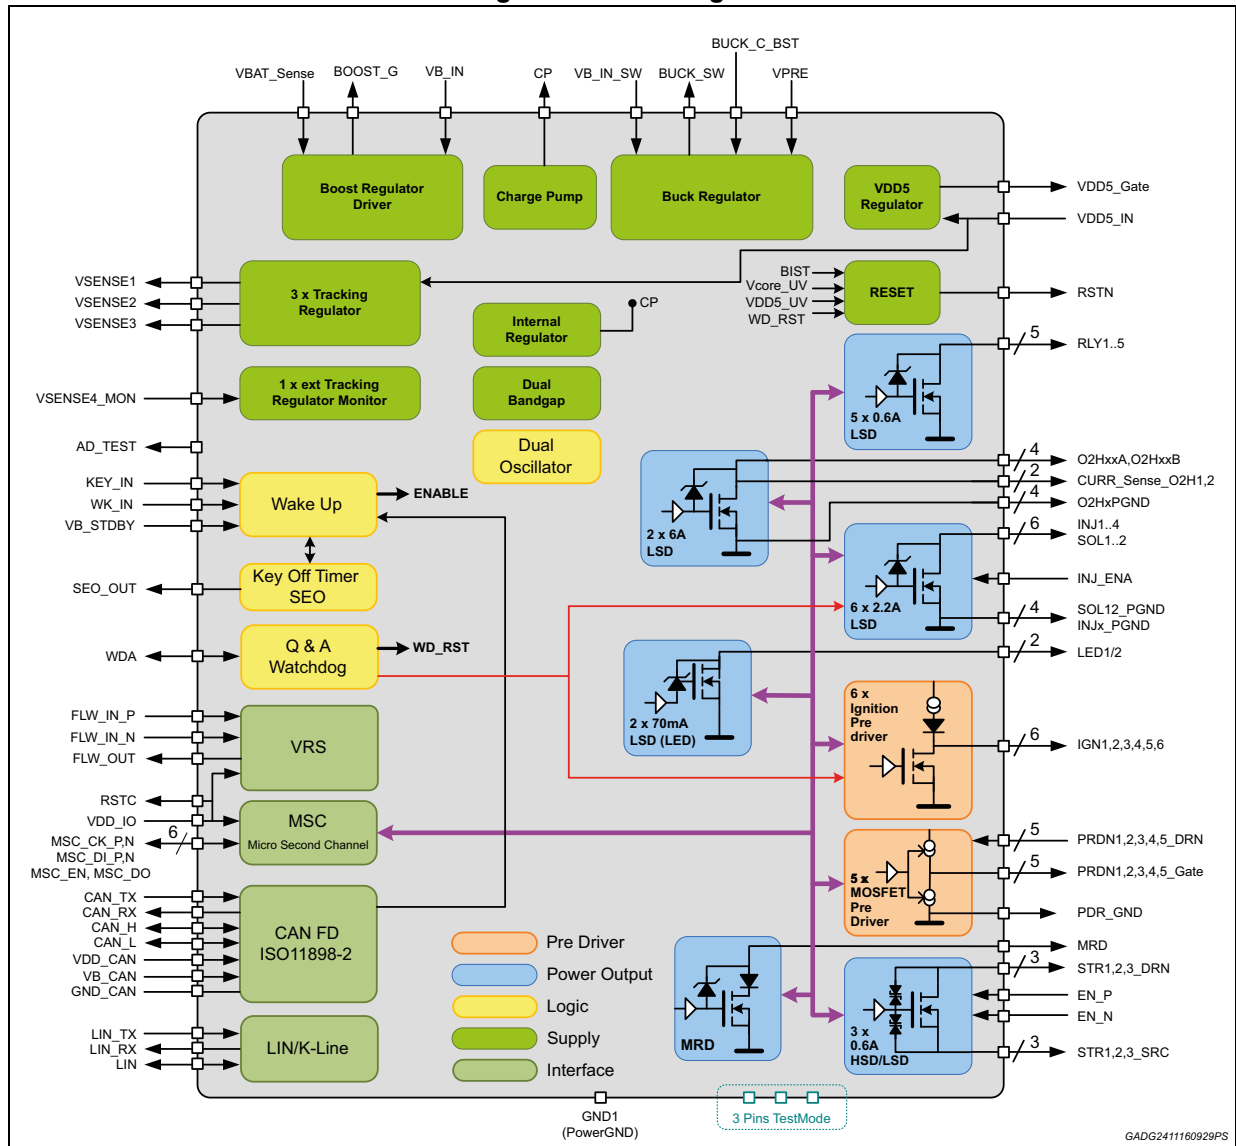 BUCK_C_BST
VBAT_Sense
BOOST_G
VB_IN
CP
VB_IN_SW
BUCK_SW
VPRE
Boost Regulator
Driver
Charge Pump
Buck Regulator
VDD5
Regulator
VDD5_Gate
VDD5_IN
VSENSE1
VSENSE2
VSENSE3
3 x Tracking
Regulator
Internal
Regulator
CP
BIST
Vcore_UV
VDD5_UV
WD_RST
RESET
RSTN
5
RLY1..5
VSENSE4_MON
1 x ext Tracking
Regulator Monitor
Dual
Bandgap
5 x 0.6A
LSD
AD_TEST
Dual
Oscillator
4
O2HxxA,O2HxxB
2
CURR_Sense_O2H1,2
4
O2HxPGND
2 x 6A
LSD
KEY_IN
WK_IN
VB_STDBY
Wake Up
ENABLE
6
INJ1..4
SOL1..2
INJ_ENA
6 x 2.2A
LSD
4
SOL12_PGND
INJx_PGND
SEO_OUT
Key Off Timer
SEO
WDA
Q & A
Watchdog
WD_RST
2
LED1/2
2 x 70mA
LSD (LED)
FLW_IN_P
FLW_IN_N
FLW_OUT
VRS
6 x
Ignition
Pre
driver
6
IGN1,2,3,4,5,6
RSTC
VDD_IO
MSC_CK_P,N
MSC_DI_P,N
MSC_EN, MSC_DO
6
MSC
Micro Second Channel
5
PRDN1,2,3,4,5_DRN
5
PRDN1,2,3,4,5_Gate
5 x
MOSFET
Pre
Driver
PDR_GND
CAN_TX
CAN_RX
CAN_H
CAN_L
VDD_CAN
VB_CAN
GND_CAN
CAN FD
ISO11898-2
Pre Driver
Power Output
Logic
Supply
Interface
MRD
MRD
3
STR1,2,3_DRN
EN_P
EN_N
3 x
0.6A
HSD/LSD
3
STR1,2,3_SRC
LIN_TX
LIN_RX
LIN
LIN/K-Line
GND1
(PowerGND)
3 Pins TestMode
GADG2411160929PS